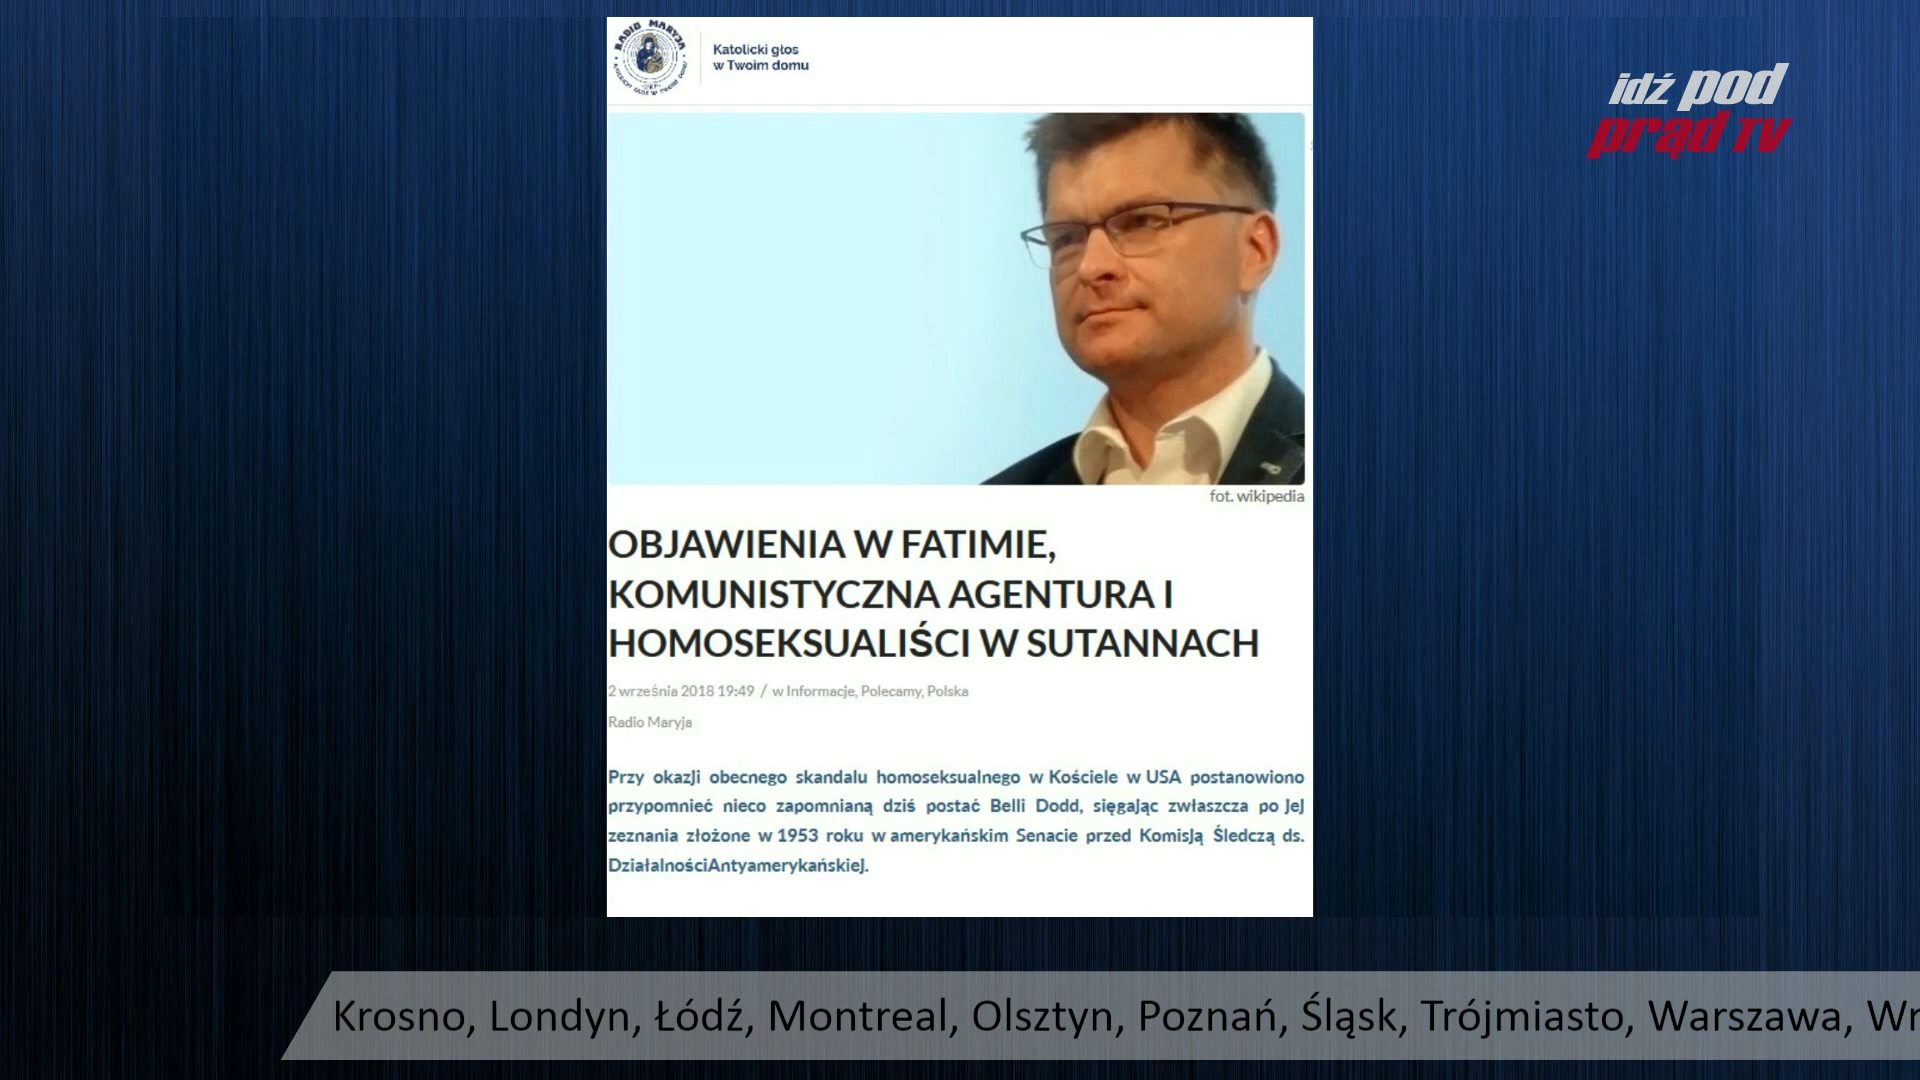 RADIO MARYJA
Katolicki głos
w Twoim domu
idź pod
prąd TV
fot. wikipedia
OBJAWIENIA W FATIMIE,
KOMUNISTYCZNA AGENTURA I
HOMOSEKSUALIŚCI W SUTANNACH
2 września 2018 19:49 / w Informacje, Polecamy, Polska
Radio Maryja
Przy okazji obecnego skandalu homoseksualnego w Kościele w USA postanowiono
przypomnieć nieco zapomnianą dziś postać Belli Dodd, sięgając zwłaszcza po jej
zeznania złożone w 1953 roku w amerykańskim Senacie przed Komisją Śledczą ds.
DziałalnościAntyamerykańskiej.
Krosno, Londyn, Łódź, Montreal, Olsztyn, Poznań, Śląsk, Trójmiasto, Warszawa,